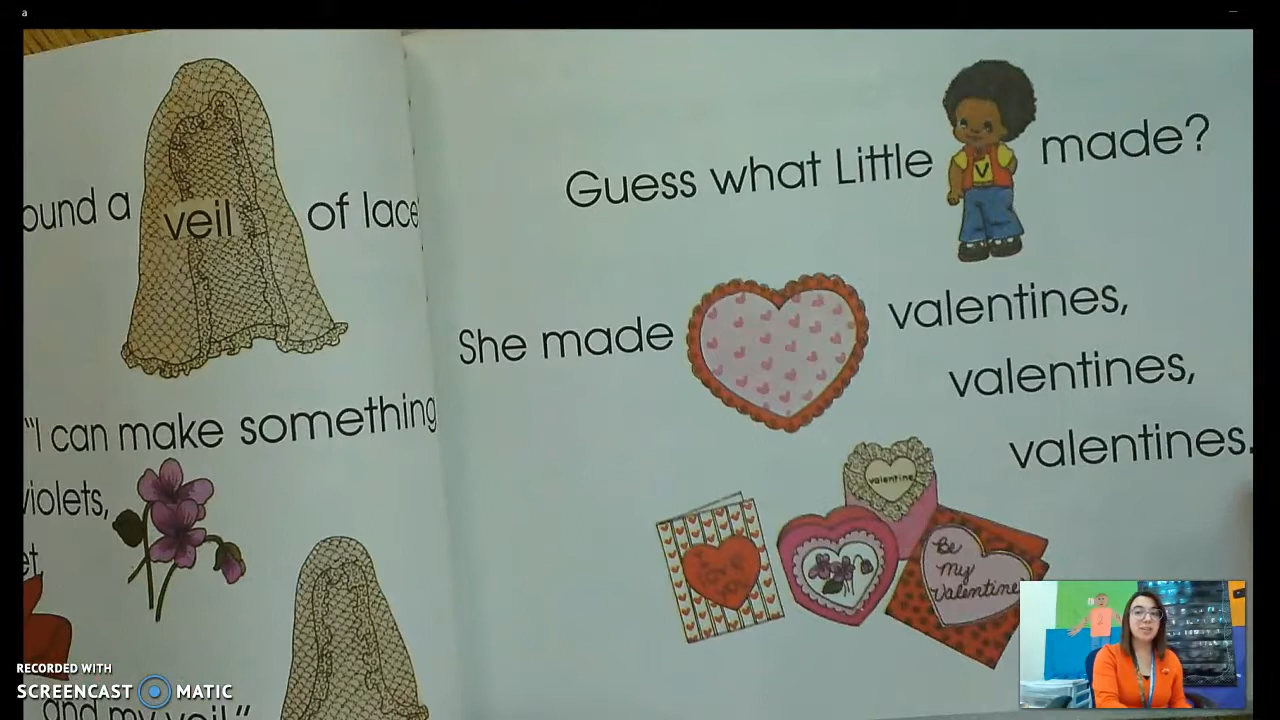 a
veil
of lace
"I can make something
violets,
and my veil."
Guess what Little
V
made?
She made
valentines,
valentines,
valentines.
valentine
Be
My
Valentine
RECORDED WITH
SCREENCAST MATIC